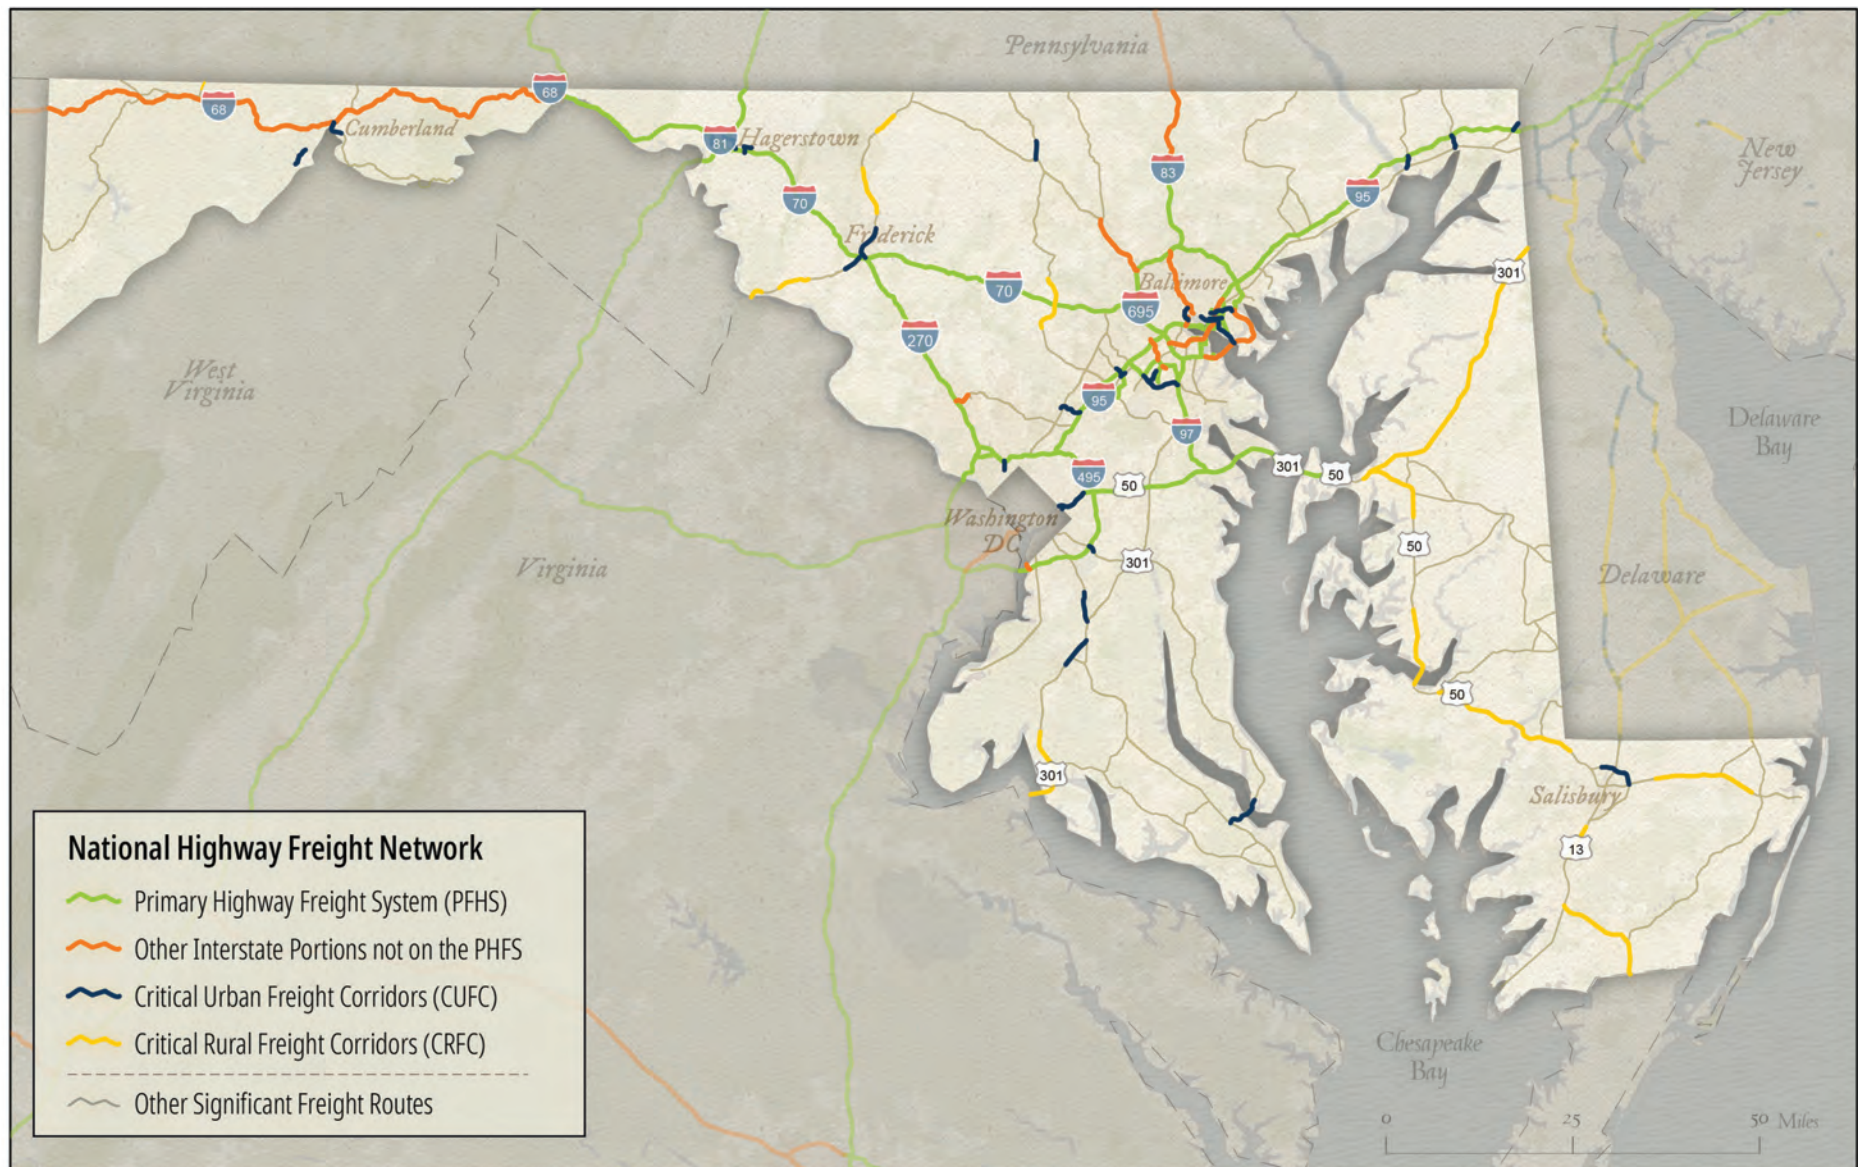 Pennsylvania
68
68
Cumberland
81
Hagerstown
83
95
New
Jersey
70
Frederick
301
70
Baltimore
695
270
West
Virginia
95
97
Delaware
Bay
301
50
495
50
Washington
DC
50
301
Virginia
Delaware
50
301
Salisbury
13
National Highway Freight Network
Primary Highway Freight System (PFHS)
Other Interstate Portions not on the PHFS
Critical Urban Freight Corridors (CUFC)
Critical Rural Freight Corridors (CRFC)
Other Significant Freight Routes
Chesapeake
Bay
0 25 50 Miles